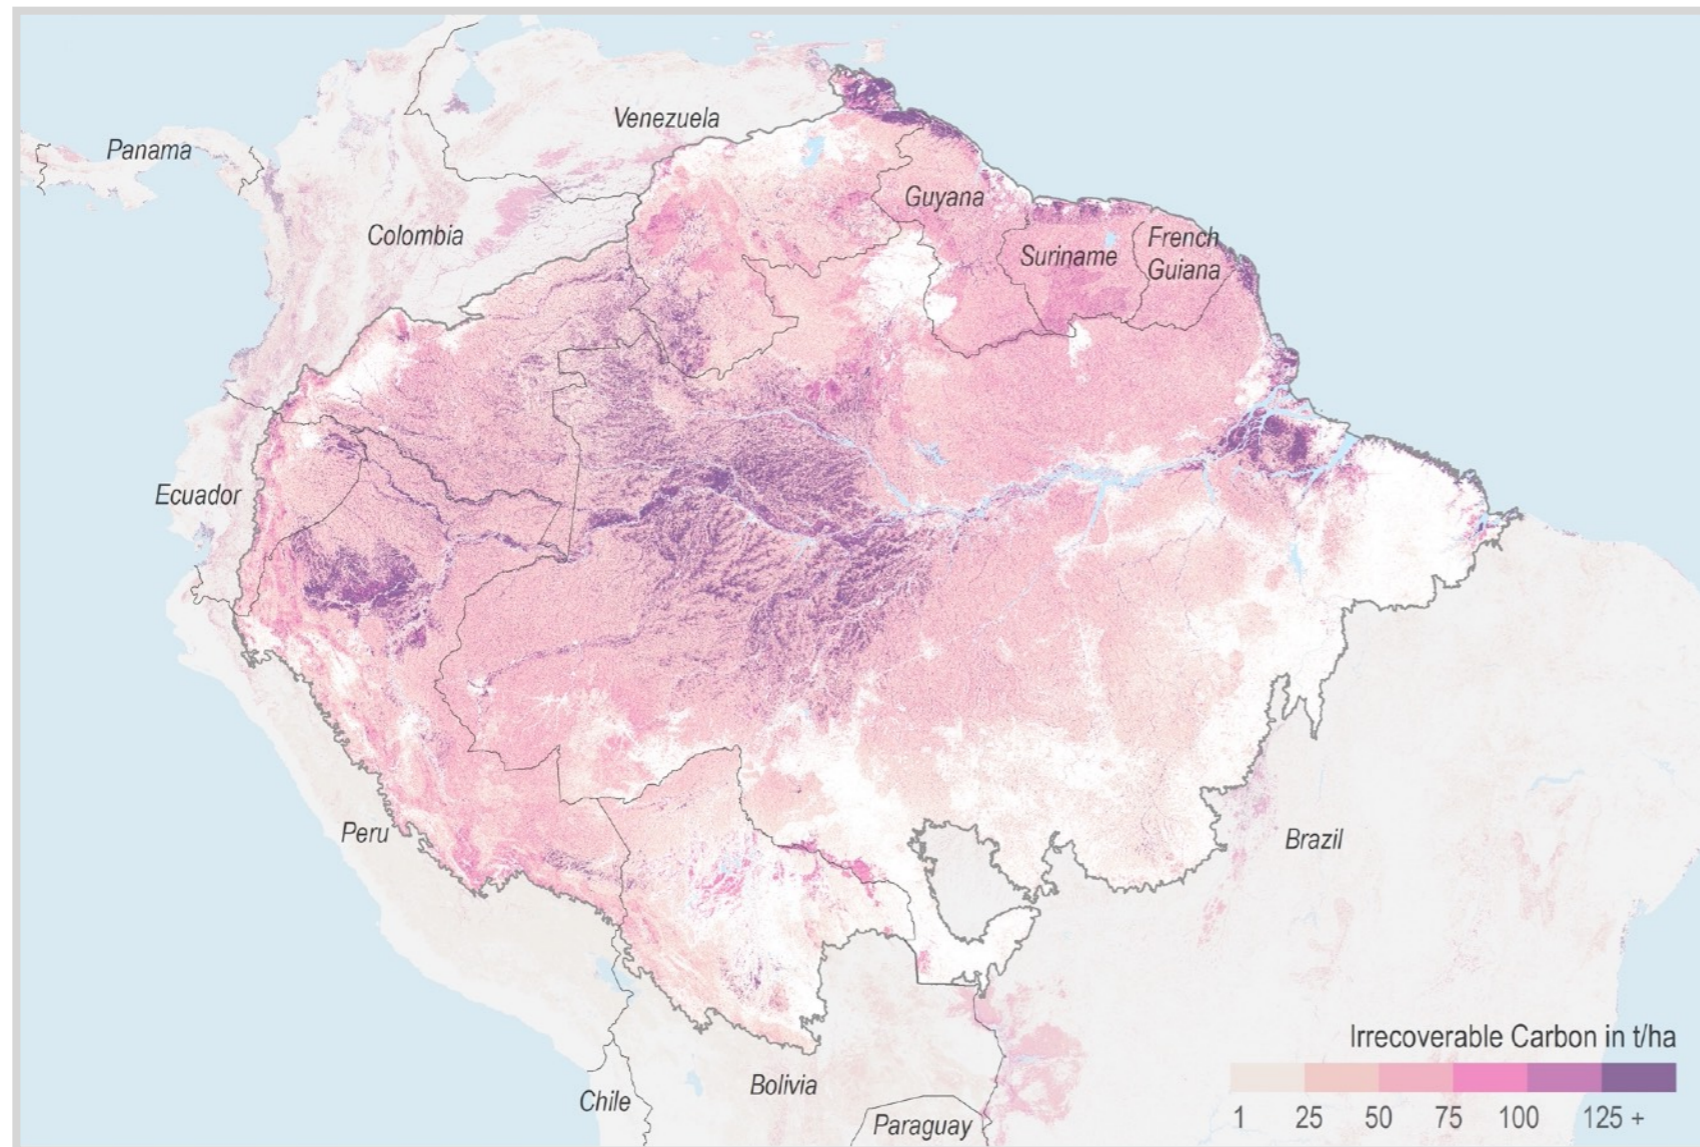 Venezuela
Panama
Guyana
Colombia
French
Guiana
Suriname
Ecuador
Peru
Brazil
Irrecoverable Carbon in t/ha
1 25 50 75 100 125 +
Bolivia
Chile
Paraguay